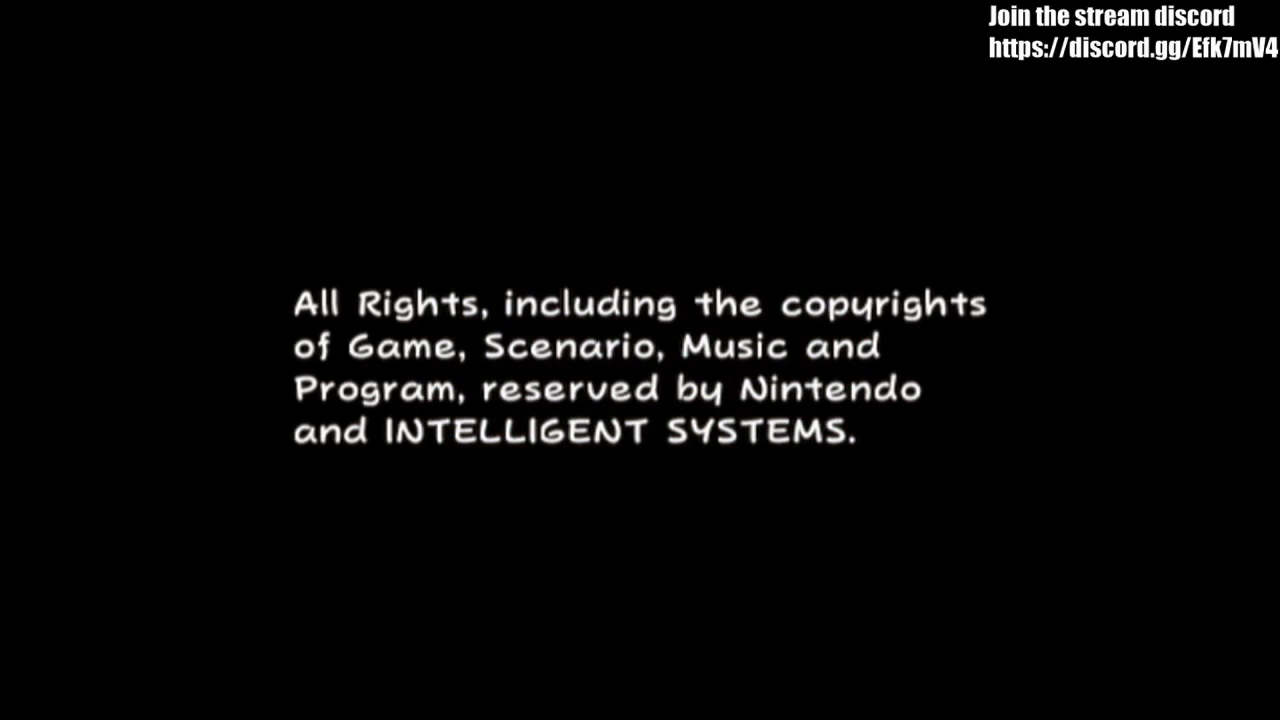 Join the stream discord
https://discord.gg/Efk7mV4
All Rights, including the copyrights
of Game, Scenario, Music and
Program, reserved by Nintendo
and INTELLIGENT SYSTEMS.